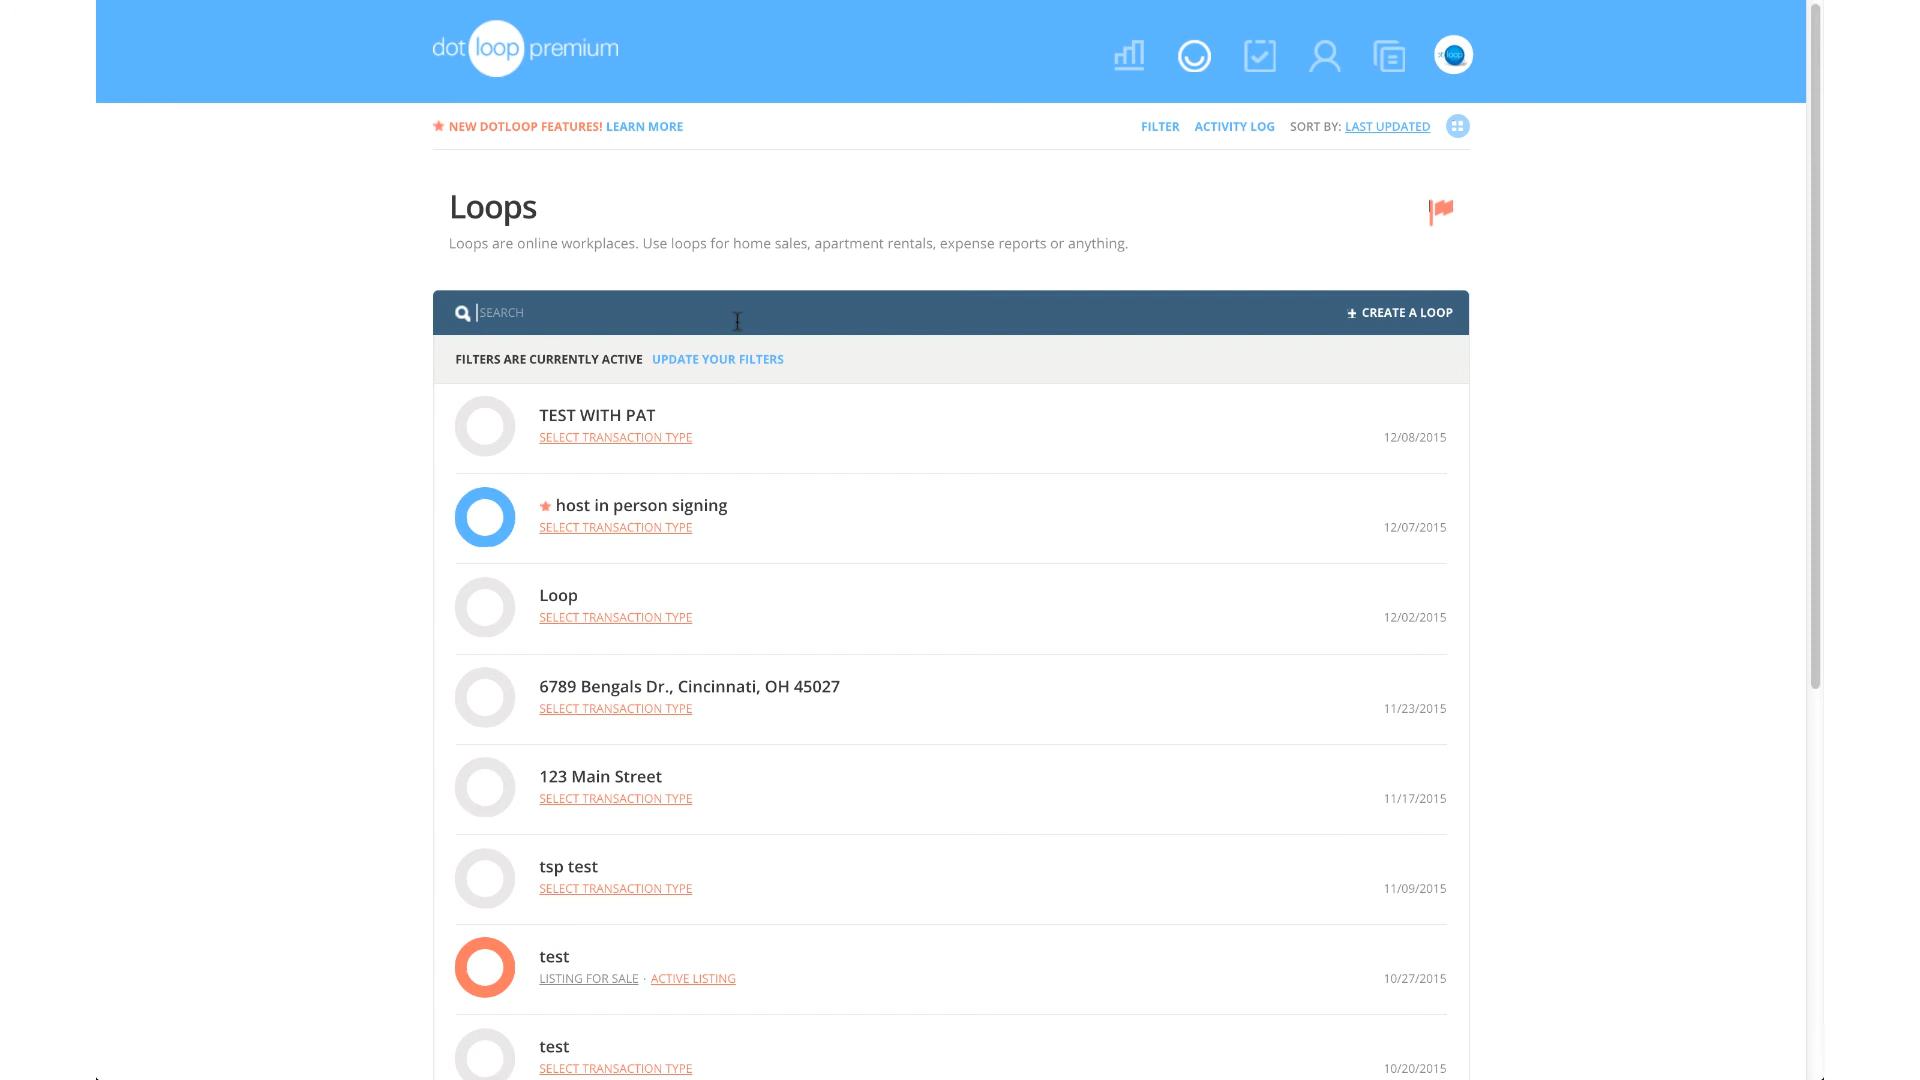 dot loop premium
NEW DOTLOOP FEATURES! LEARN MORE
FILTER ACTIVITY LOG SORT BY: LAST UPDATED
Loops
Loops are online workplaces. Use loops for home sales, apartment rentals, expense reports or anything.
SEARCH
CREATE A LOOP
FILTERS ARE CURRENTLY ACTIVE UPDATE YOUR FILTERS
TEST WITH PAT
SELECT TRANSACTION TYPE 12/08/2015
host in person signing
SELECT TRANSACTION TYPE 12/07/2015
Loop
SELECT TRANSACTION TYPE 12/02/2015
6789 Bengals Dr., Cincinnati, OH 45027
SELECT TRANSACTION TYPE 11/23/2015
123 Main Street
SELECT TRANSACTION TYPE 11/17/2015
tsp test
SELECT TRANSACTION TYPE 11/09/2015
test
LISTING FOR SALE · ACTIVE LISTING 10/27/2015
test
SELECT TRANSACTION TYPE 10/20/2015